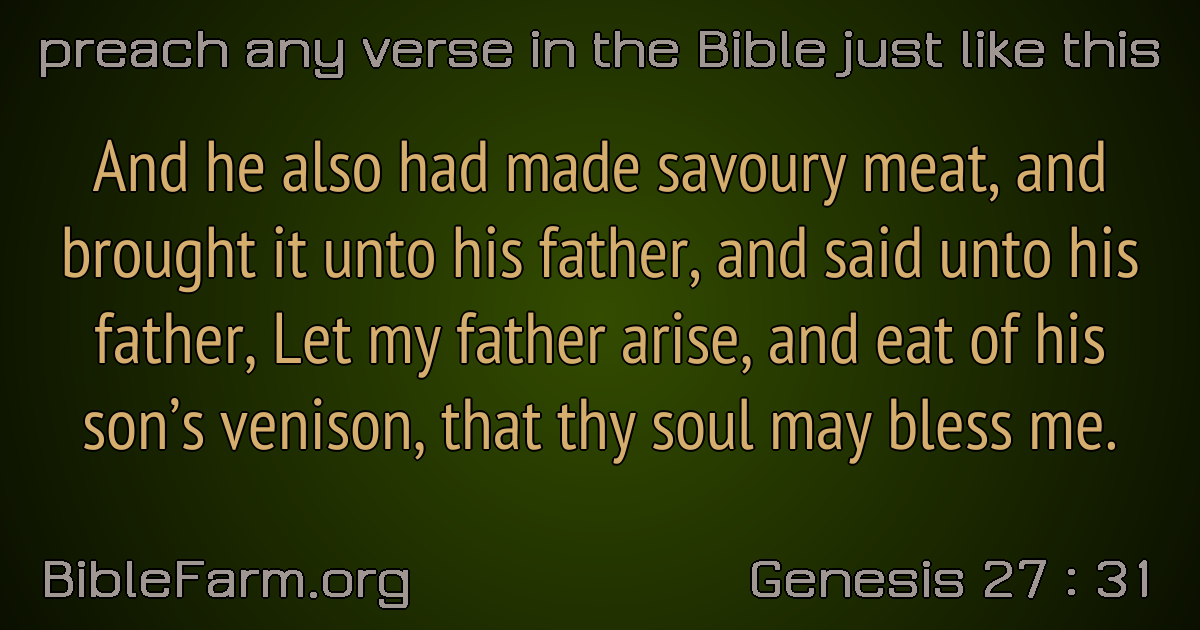 preach any verse in the Bible just like this
And he also had made savoury meat, and
brought it unto his father, and said unto his
father, Let my father arise, and eat of his
son’s venison, that thy soul may bless me.
BibleFarm.org
Genesis 27 : 31